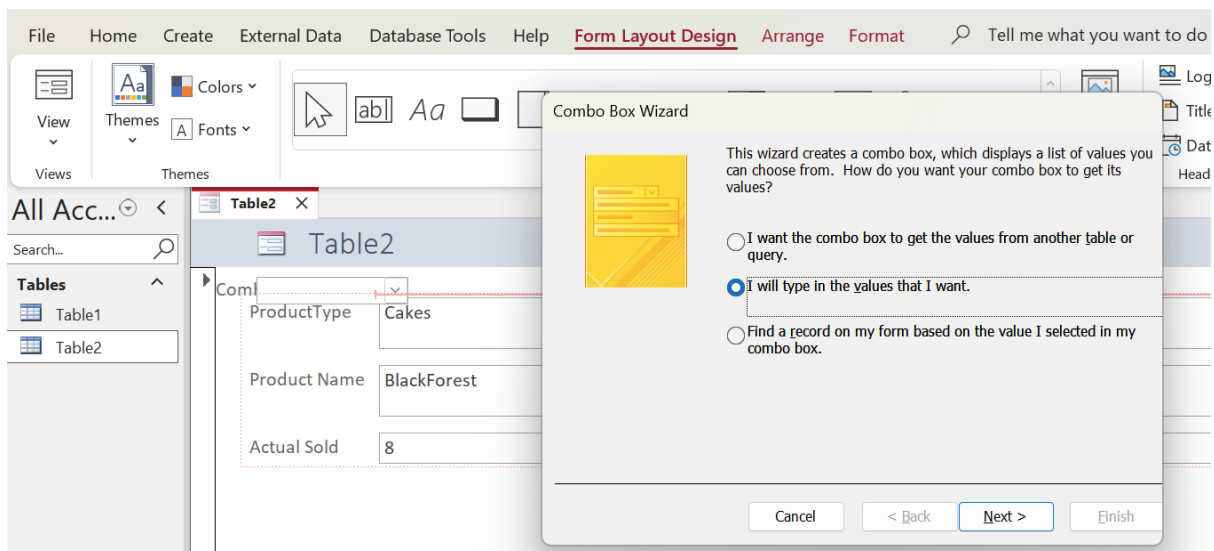 File Home Create External Data Database Tools Help Form Layout Design Arrange Format Tell me what you want to do
View
Views
Aa
Themes
Colors
A Fonts
Themes
ab
Aa
Log
Title
Dat
Head
All Acc...
Search...
Tables
Table1
Table2
Table2
Table2
Com
ProductType Cakes
Product Name BlackForest
Actual Sold 8
Combo Box Wizard
This wizard creates a combo box, which displays a list of values you
can choose from. How do you want your combo box to get its
values?
I want the combo box to get the values from another table or
query.
I will type in the values that I want.
Find a record on my form based on the value I selected in my
combo box.
Cancel < Back Next > Finish